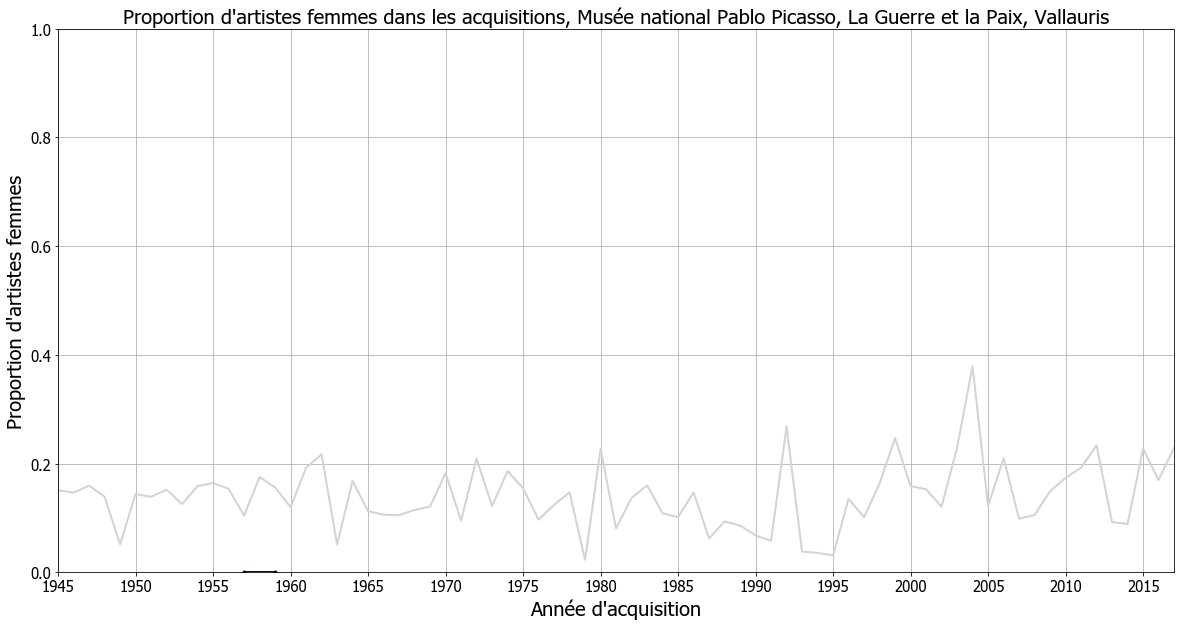 Proportion d'artistes femmes dans les acquisitions, Musée national Pablo Picasso, La Guerre et la Paix, Vallauris
Proportion d'artistes femmes
1.0
0.8
0.6
0.4
0.2
0.0
1945 1950 1955 1960 1965 1970 1975 1980 1985 1990 1995 2000 2005 2010 2015
Année d'acquisition